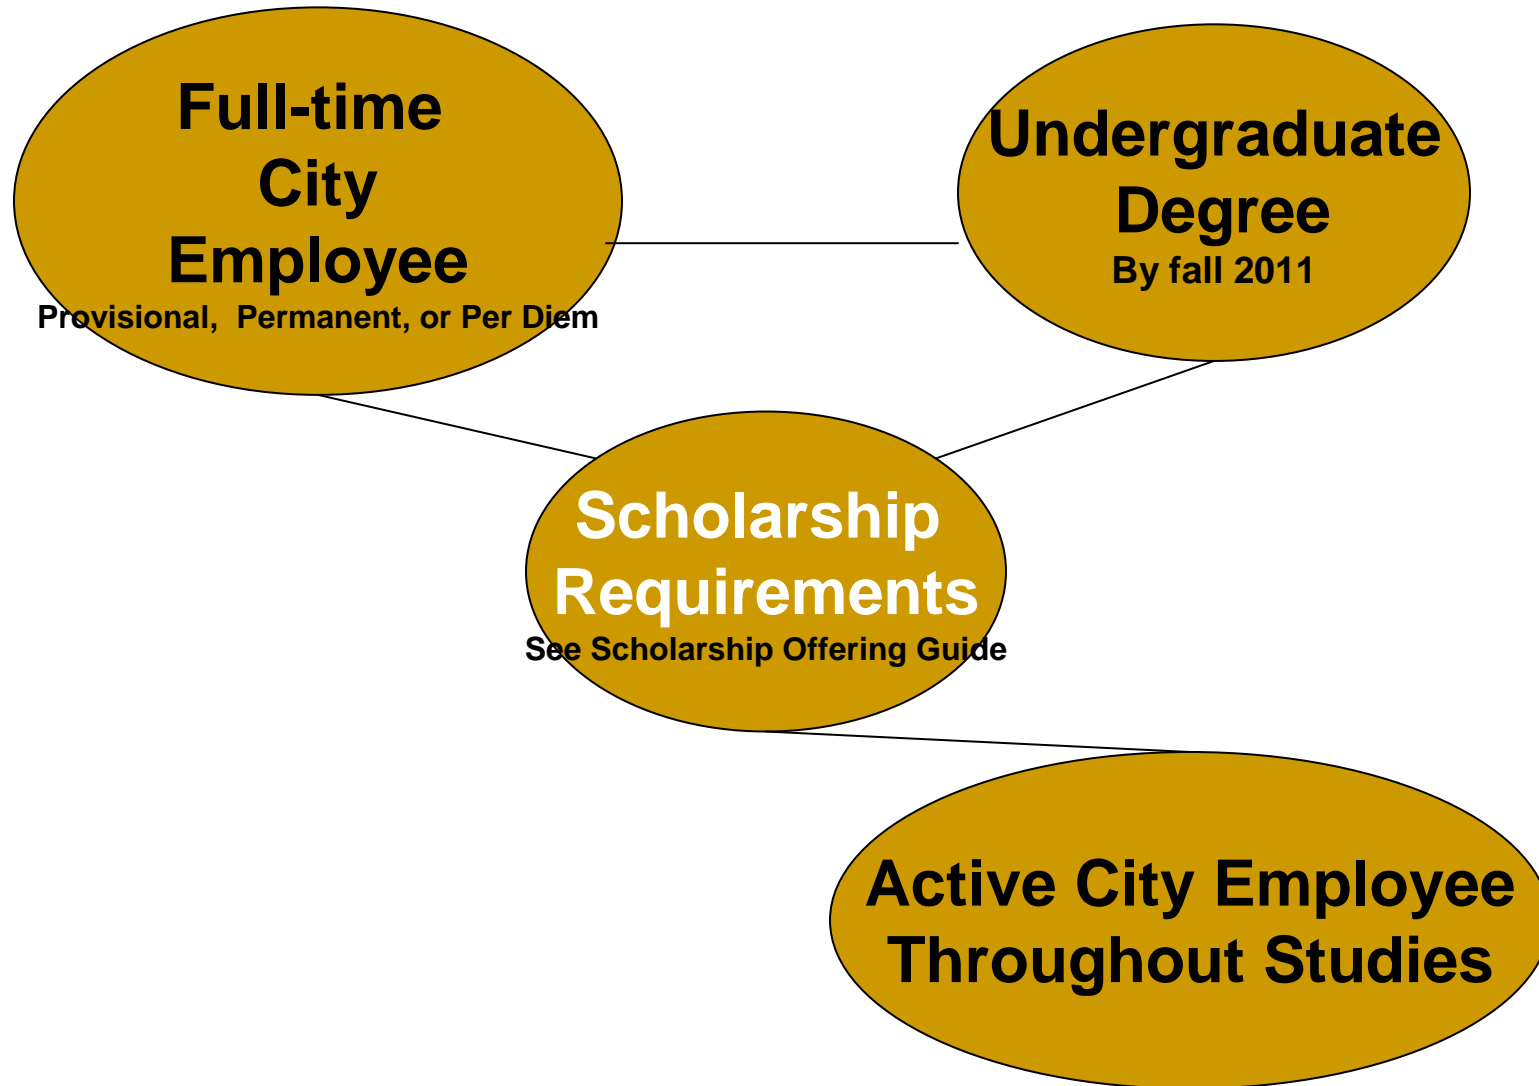 Full-time
City
Employee
Provisional, Permanent, or Per Diem
Undergraduate
Degree
By fall 2011
Scholarship
Requirements
See Scholarship Offering Guide
Active City Employee
Throughout Studies